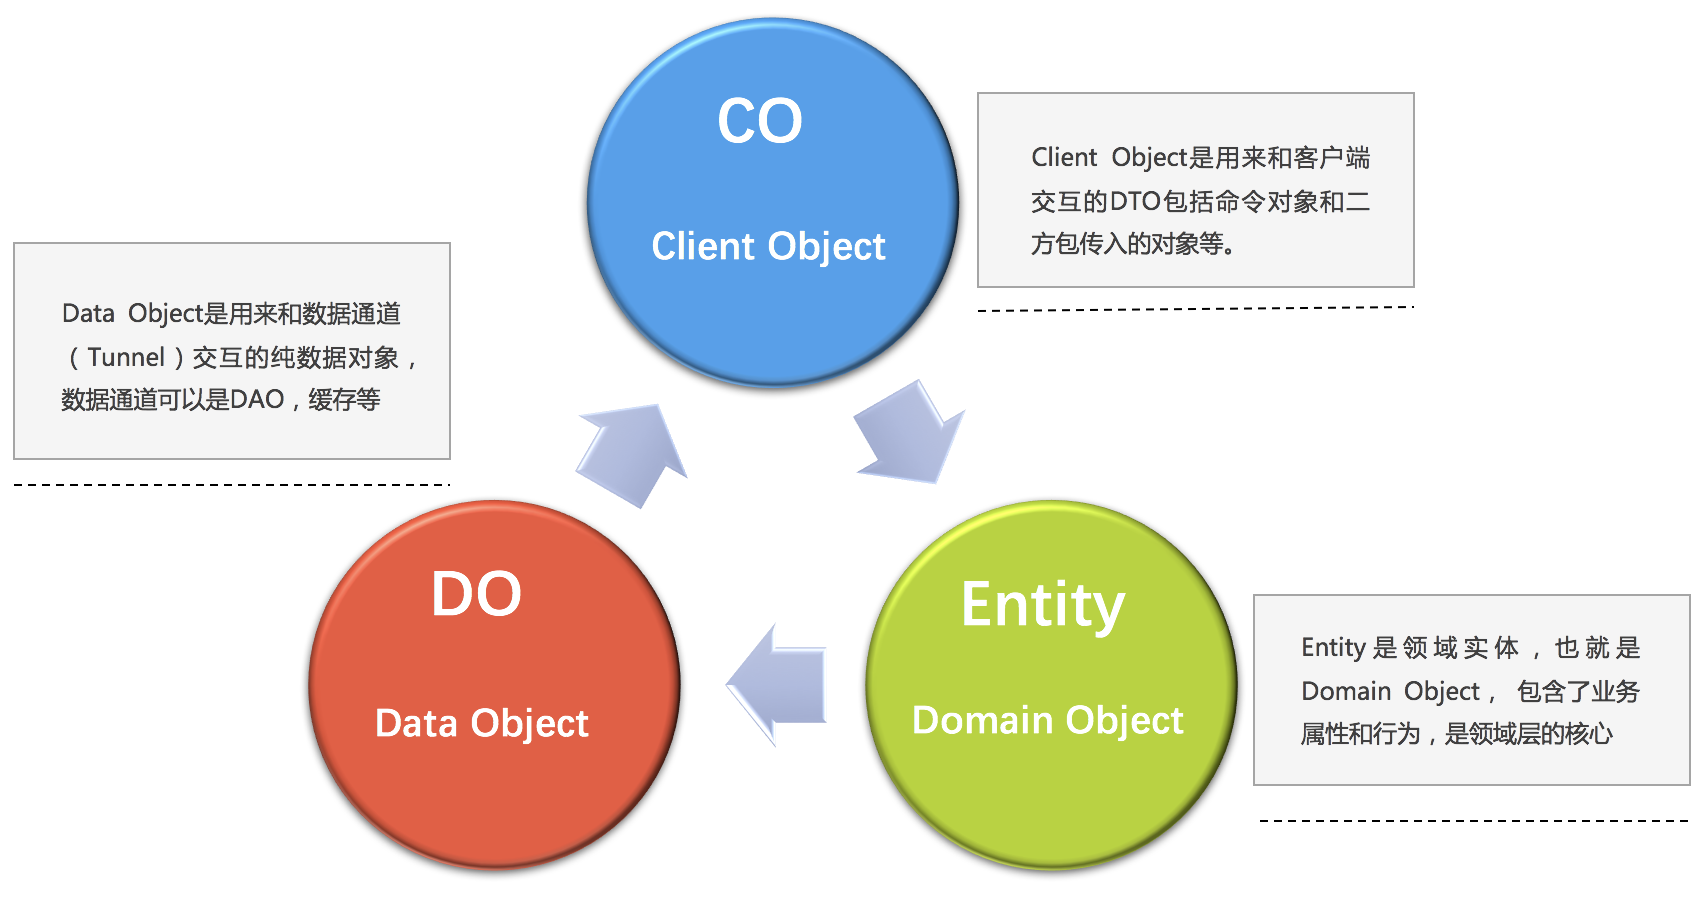 CO
Client Object
Client Object是用来和客户端
交互的DTO包括命令对象和二
方包传入的对象等。
Data Object是用来和数据通道
（Tunnel）交互的纯数据对象，
数据通道可以是DAO，缓存等
DO
Data Object
Entity
Domain Object
Entity是领域实体，也就是
Domain Object， 包含了业务
属性和行为，是领域层的核心